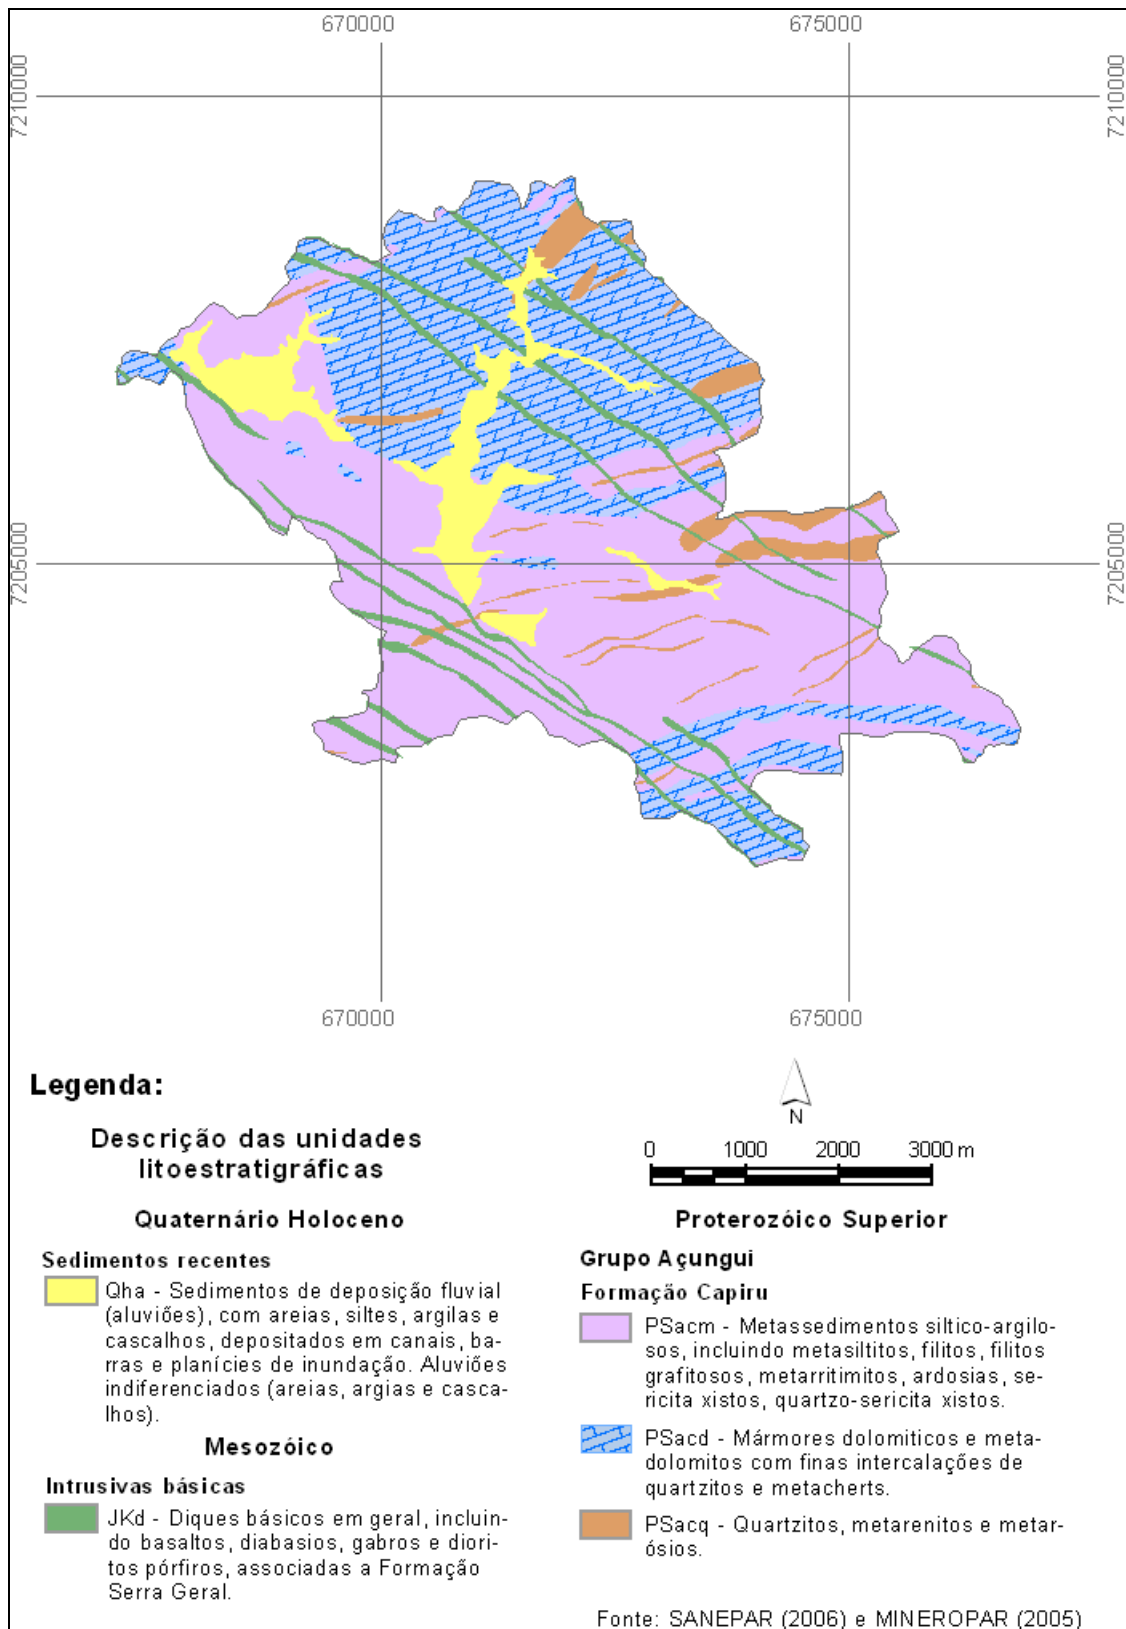 670000
675000
7210000
7210000
7205000
7205000
670000
675000
Legenda:
N
Descrição das unidades
litoestratigráficas
0 1000 2000 3000 m
Quaternário Holoceno
Sedimentos recentes
Qha - Sedimentos de deposição fluvial
(aluviões), com areias, siltes, argilas e
cascalhos, depositados em canais, ba-
rras e planícies de inundação. Aluviões
indiferenciados (areias, argias e casca-
lhos).
Mesozóico
Intrusivas básicas
JKd - Diques básicos em geral, incluin-
do basaltos, diabasios, gabros e diori-
tos pórfiros, associadas a Formação
Serra Geral.
Proterozóico Superior
Grupo Açungui
Formação Capiru
PSacm - Metassedimentos siltico-argilo-
sos, incluindo metasiltitos, filitos, filitos
grafitosos, metarritimitos, ardosias, se-
ricita xistos, quartzo-sericita xistos.
PSacd - Mármores dolomiticos e meta-
dolomitos com finas intercalações de
quartzitos e metacherts.
PSacq - Quartzitos, metarenitos e metar-
ósios.
Fonte: SANEPAR (2006) e MINEROPAR (2005)